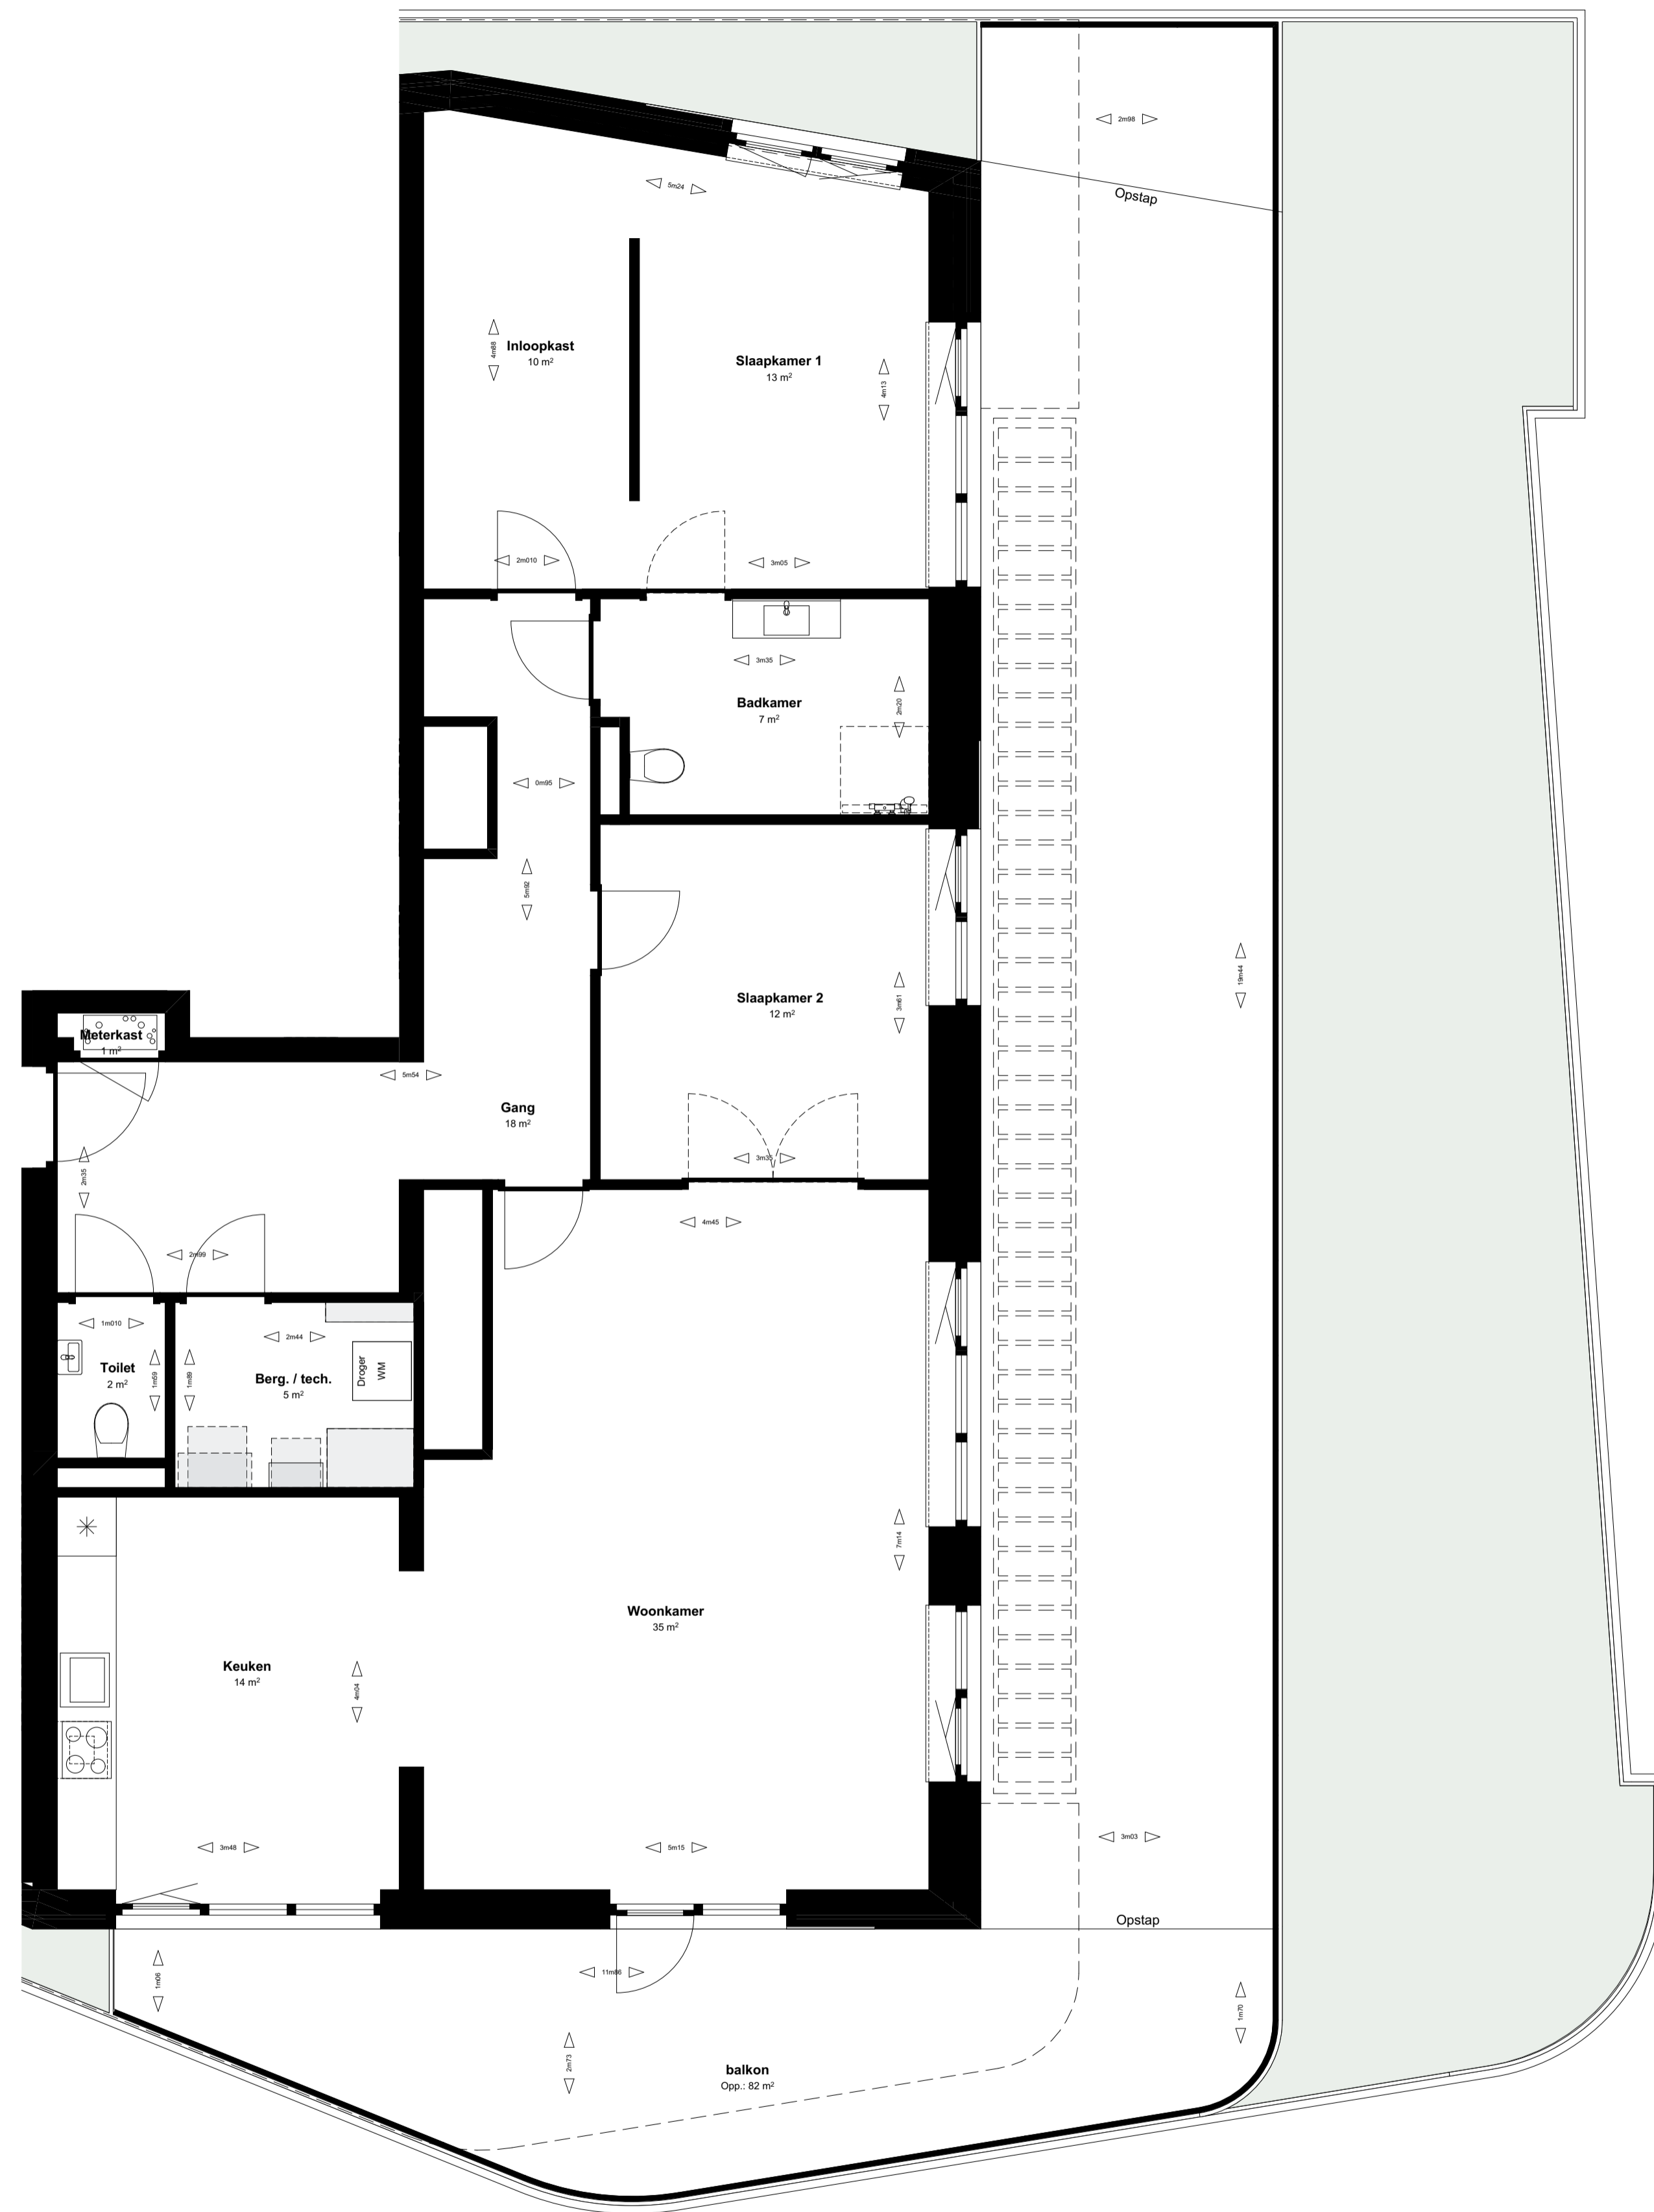 2m98
Opstap
5m24
4m88
Inloopkast
10 m²
Slaapkamer 1
13 m²
4m13
2m010
3m05
3m35
Badkamer
7 m²
2m20
0m95
5m92
19m44
Slaapkamer 2
12 m²
3m61
Meterkast
1 m²
5m54
Gang
18 m²
2m35
3m35
4m45
2m99
1m010
2m44
Toilet
2 m²
1m59
1m89
Berg. / tech.
5 m²
Droger
WM
7m14
Woonkamer
35 m²
Keuken
14 m²
4m04
3m48
5m15
3m03
Opstap
1m06
11m86
1m70
2m73
balkon
Opp.: 82 m²